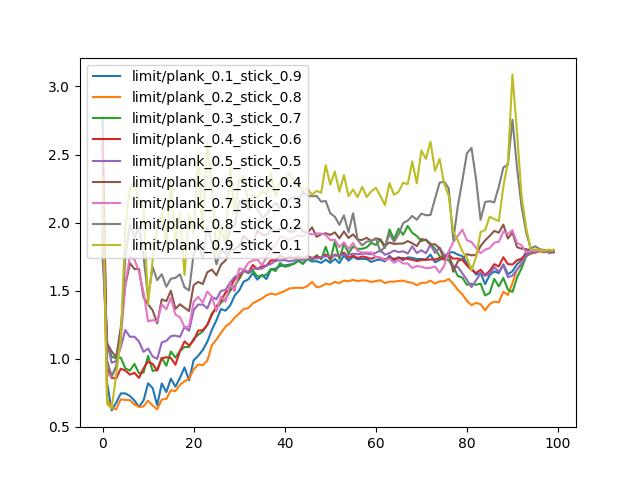 3.0
2.5
2.0
1.5
1.0
0.5
limit/plank_0.1_stick_0.9
limit/plank_0.2_stick_0.8
limit/plank_0.3_stick_0.7
limit/plank_0.4_stick_0.6
limit/plank_0.5_stick_0.5
limit/plank_0.6_stick_0.4
limit/plank_0.7_stick_0.3
limit/plank_0.8_stick_0.2
limit/plank_0.9_stick_0.1
0 20 40 60 80 100